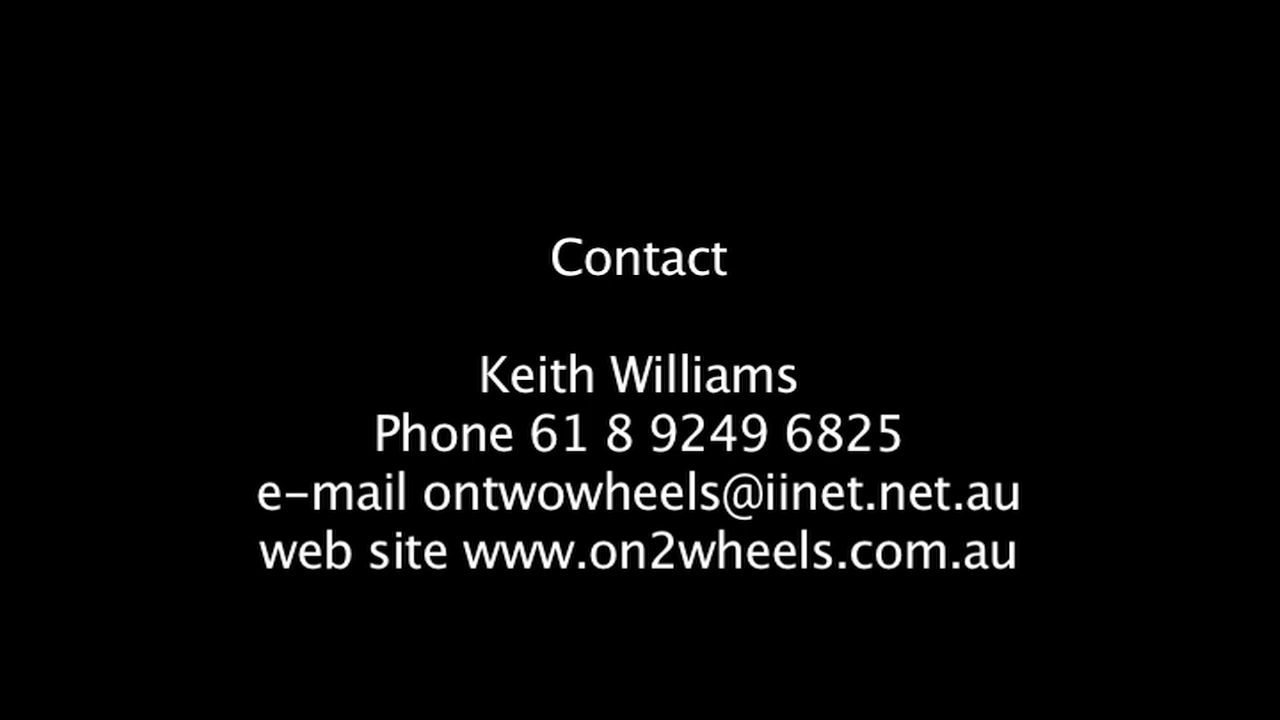 Contact
Keith Williams
Phone 61 8 9249 6825
e-mail ontwowheels@iinet.net.au
web site www.on2wheels.com.au